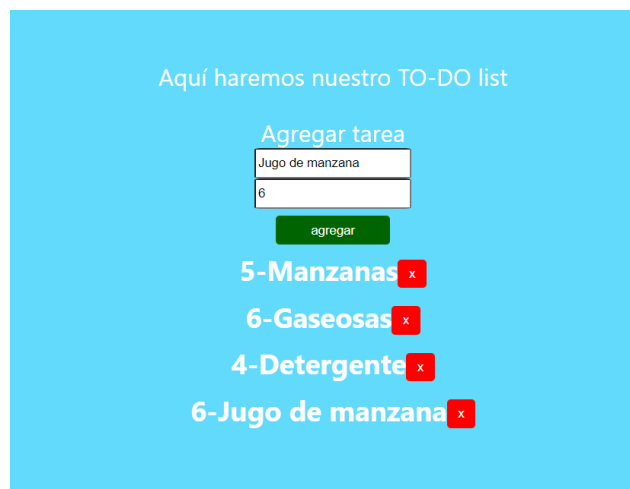 Aquí haremos nuestro TO-DO list
Agregar tarea
Jugo de manzana
6
agregar
5-Manzanas x
6-Gaseosas x
4-Detergente x
6-Jugo de manzana x